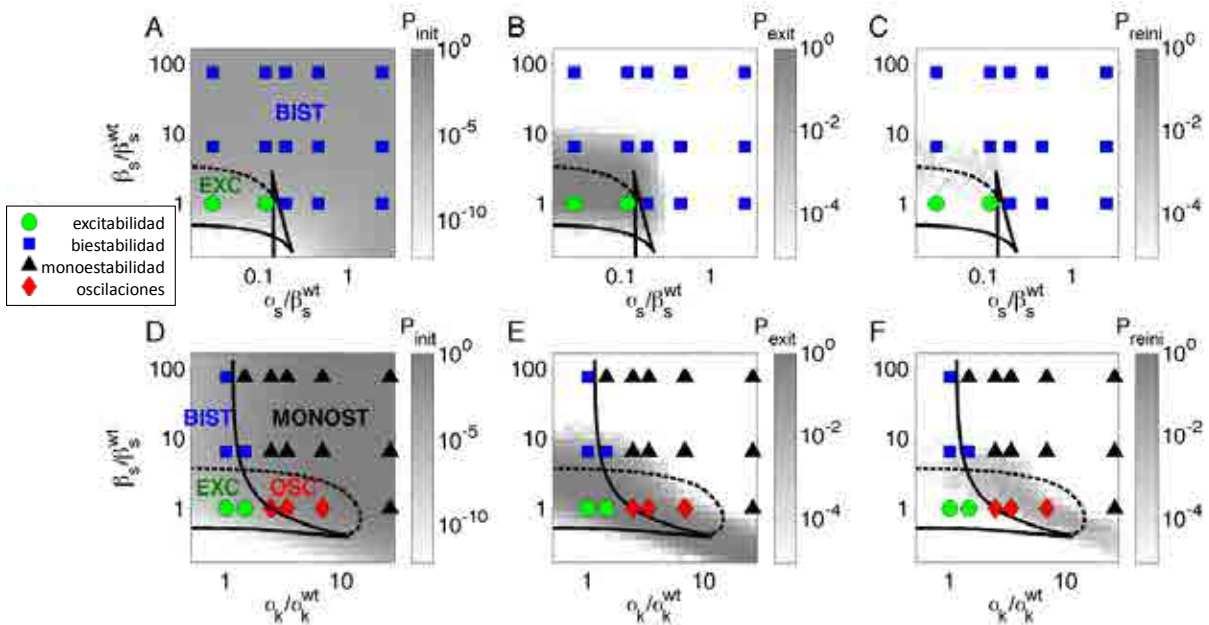 A P_init
10^0
10^-5
10^-10
100
10
1
0.1 1
β_s/β_s^wt
α_s/β_s^wt
BIST
EXC
B P_exit
10^0
10^-2
10^-4
100
10
1
0.1 1
α_s/β_s^wt
C P_reini
10^0
10^-2
10^-4
100
10
1
0.1 1
α_s/β_s^wt
excitabilidad
biestabilidad
monoestabilidad
oscilaciones
D P_init
10^0
10^-5
10^-10
100
10
1
1 10
β_s/β_s^wt
α_k/α_k^wt
BIST MONOST
EXC OSC
E P_exit
10^0
10^-2
10^-4
100
10
1
1 10
α_k/α_k^wt
F P_reini
10^0
10^-2
10^-4
100
10
1
1 10
α_k/α_k^wt